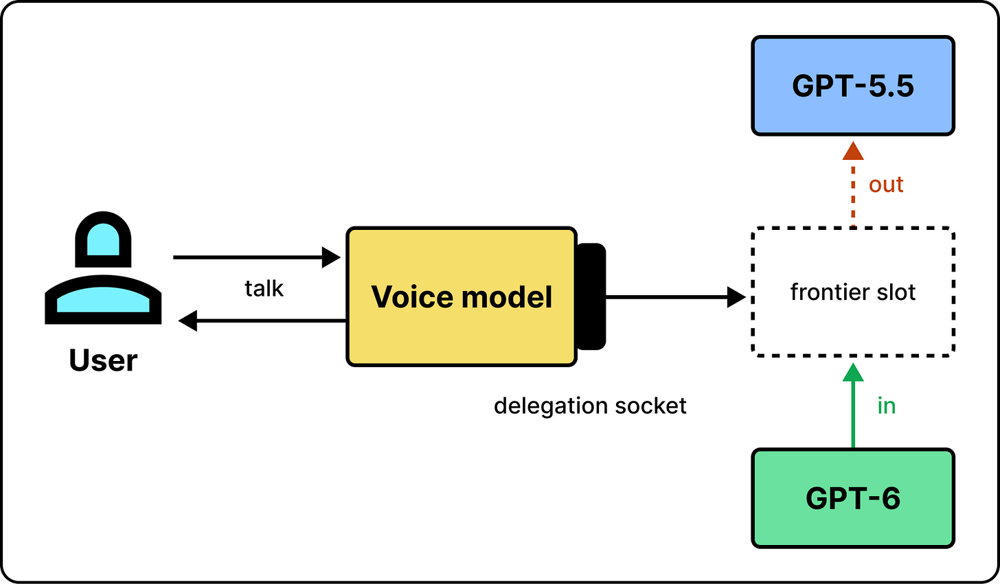 GPT-5.5
out
talk
Voice model
frontier slot
User
delegation socket
in
GPT-6